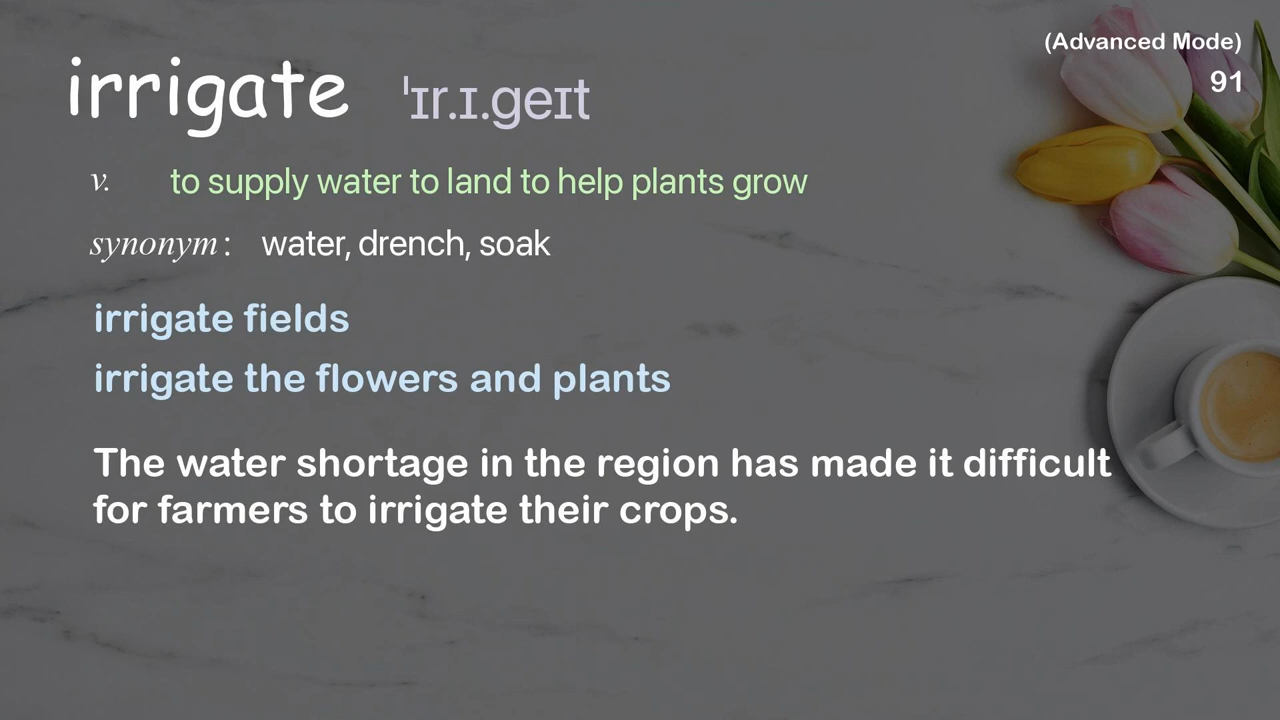 (Advanced Mode)
91
irrigate ˈɪr.ɪ.geɪt
v. to supply water to land to help plants grow
synonym: water, drench, soak
irrigate fields
irrigate the flowers and plants
The water shortage in the region has made it difficult
for farmers to irrigate their crops.